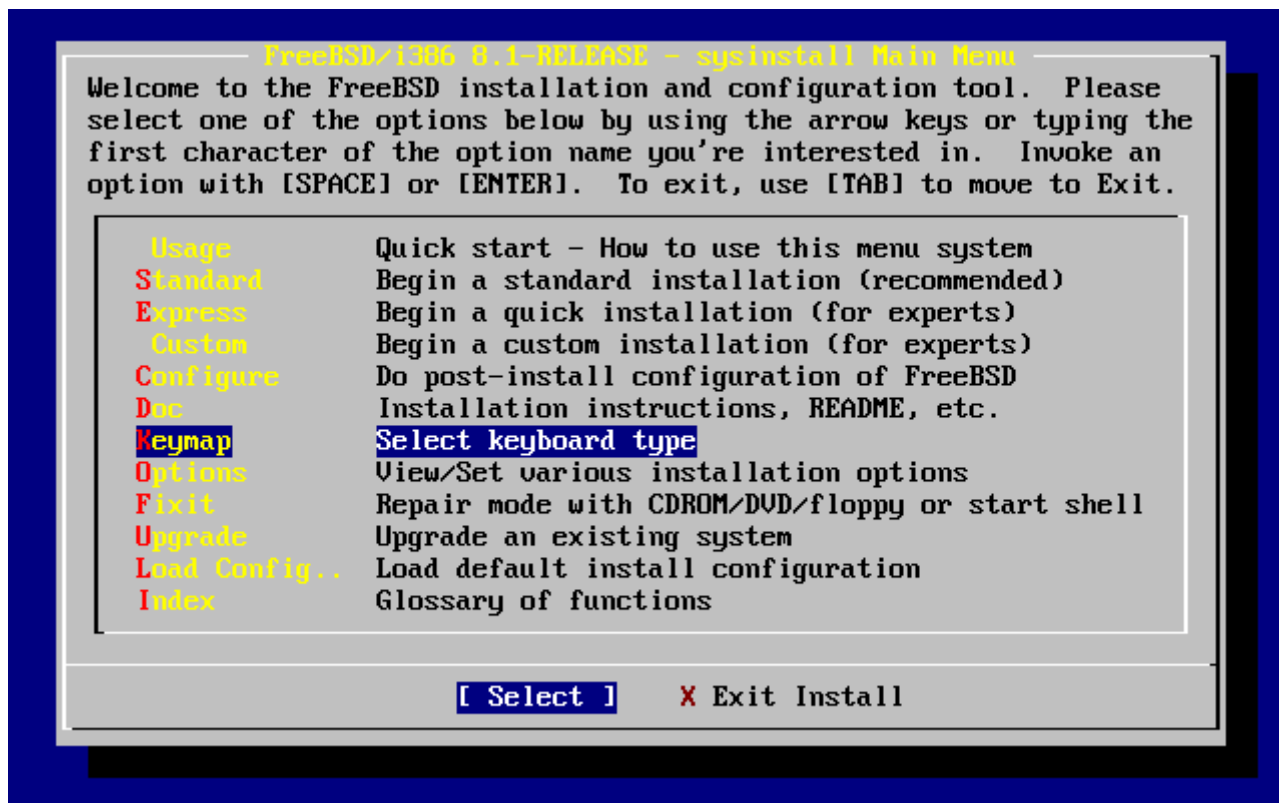 FreeBSD/i386 8.1-RELEASE - sysinstall Main Menu
Welcome to the FreeBSD installation and configuration tool.  Please
select one of the options below by using the arrow keys or typing the
first character of the option name you're interested in.  Invoke an
option with [SPACE] or [ENTER].  To exit, use [TAB] to move to Exit.
Usage Quick start - How to use this menu system
Standard Begin a standard installation (recommended)
Express Begin a quick installation (for experts)
Custom Begin a custom installation (for experts)
Configure Do post-install configuration of FreeBSD
Doc Installation instructions, README, etc.
Keymap Select keyboard type
Options View/Set various installation options
Fixit Repair mode with CDROM/DVD/floppy or start shell
Upgrade Upgrade an existing system
Load Config.. Load default install configuration
Index Glossary of functions
[ Select ] X Exit Install